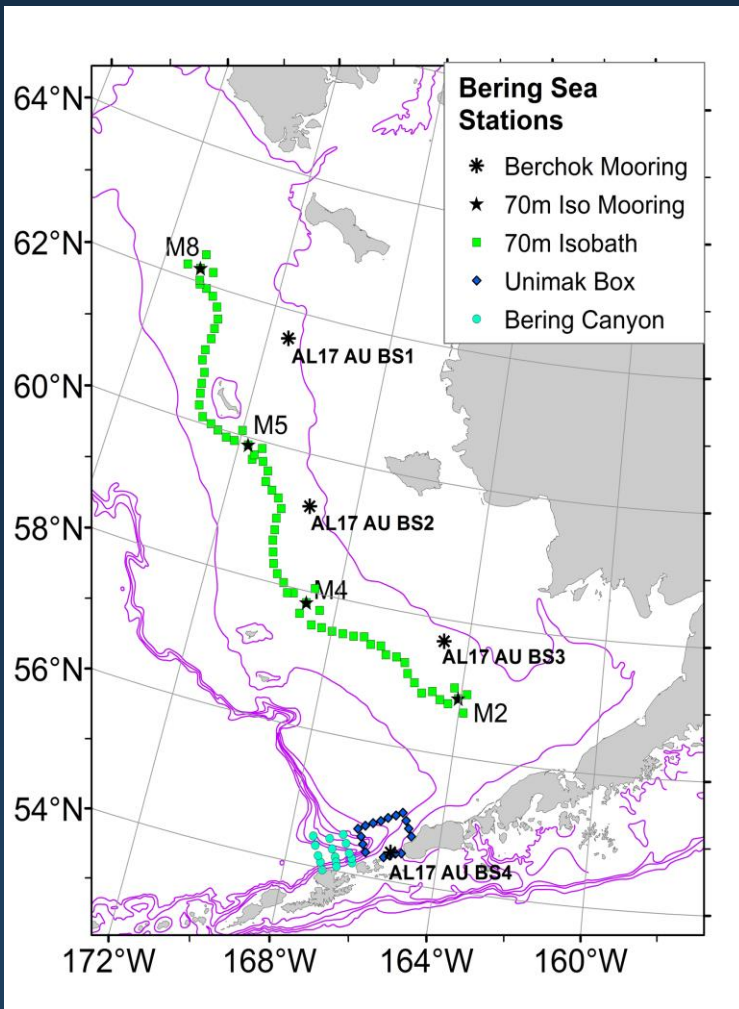 64°N
62°N
60°N
58°N
56°N
54°N
172°W
168°W
164°W
160°W
Bering Sea
Stations
Berchok Mooring
70m Iso Mooring
70m Isobath
Unimak Box
Bering Canyon
M8
AL17 AU BS1
M5
AL17 AU BS2
M4
AL17 AU BS3
M2
AL17 AU BS4